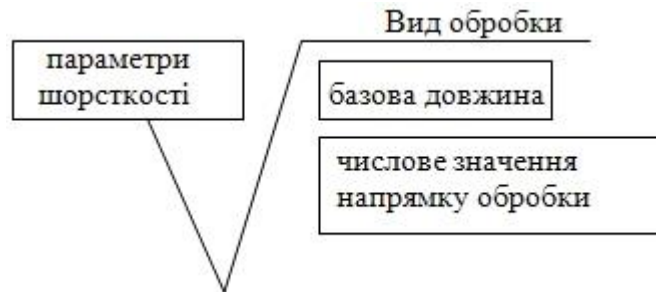 Вид обробки
параметри
шорсткості
базова довжина
числове значення
напрямку обробки